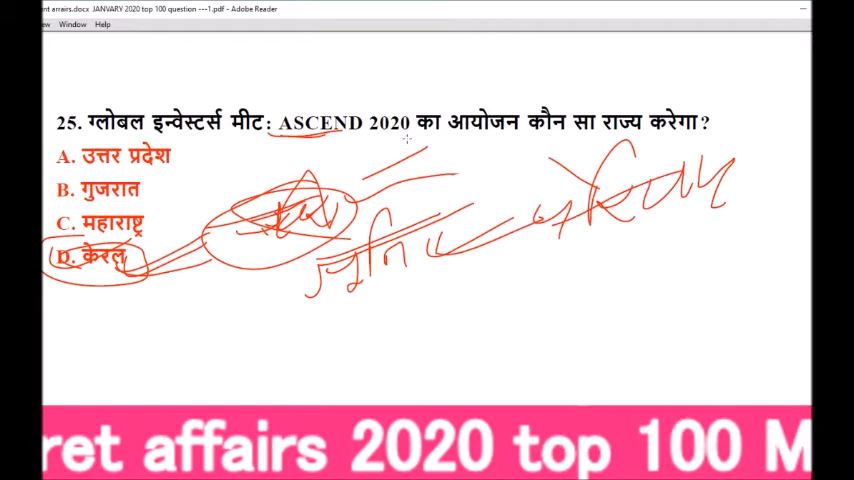 nt arrairs.docx JANVARY 2020 top 100 question ---1.pdf - Adobe Reader
ew Window Help
25. ग्लोबल इन्वेस्टर्स मीट: ASCEND 2020 का आयोजन कौन सा राज्य करेगा?
A. उत्तर प्रदेश
B. गुजरात
C. महाराष्ट्र
D. केरल
ret affairs 2020 top 100 M